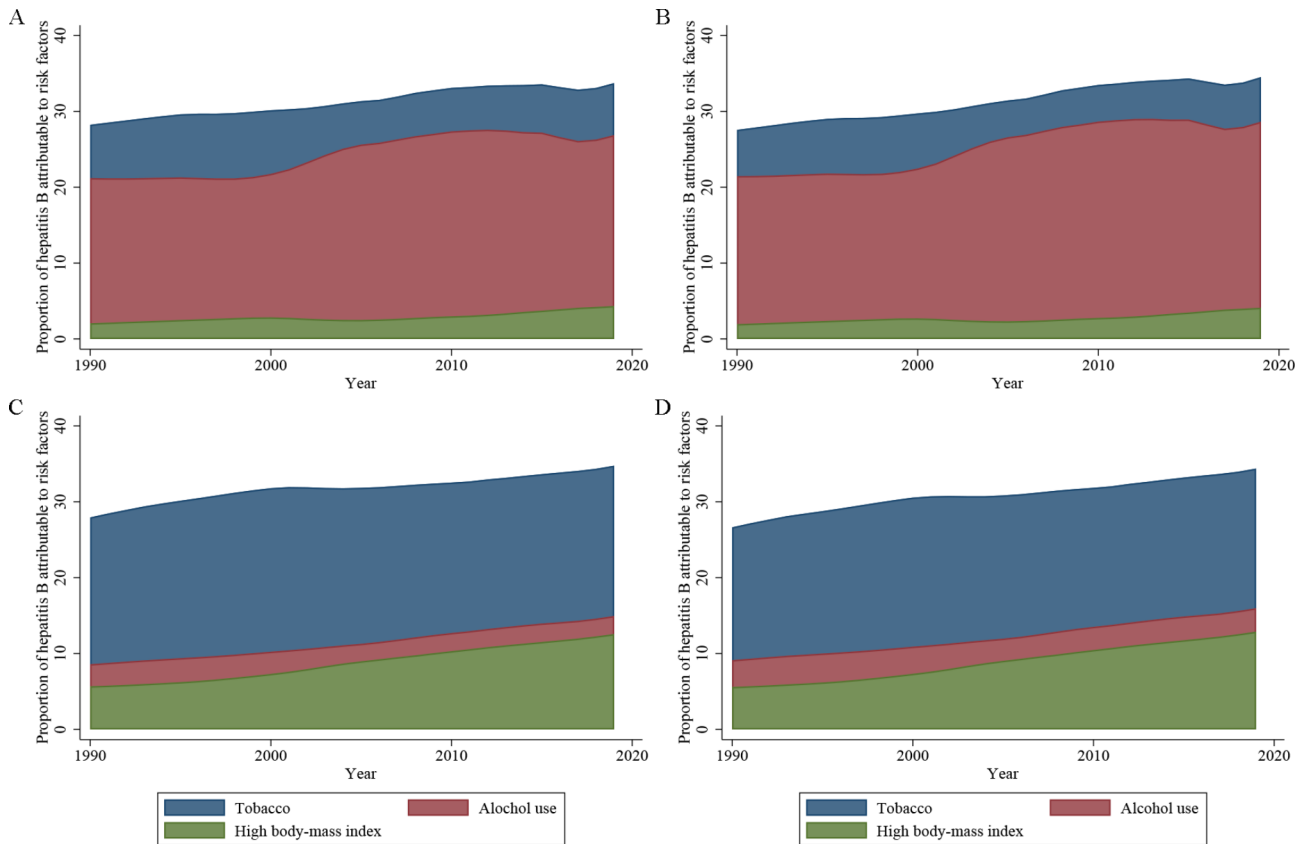 A
Proportion of hepatitis B attributable to risk factors
40
30
20
10
0
1990
2000
2010
2020
Year
B
Proportion of hepatitis B attributable to risk factors
40
30
20
10
0
1990
2000
2010
2020
Year
C
Proportion of hepatitis B attributable to risk factors
40
30
20
10
0
1990
2000
2010
2020
Year
D
Proportion of hepatitis B attributable to risk factors
40
30
20
10
0
1990
2000
2010
2020
Year
Tobacco
Alochol use
High body-mass index
Tobacco
Alcohol use
High body-mass index